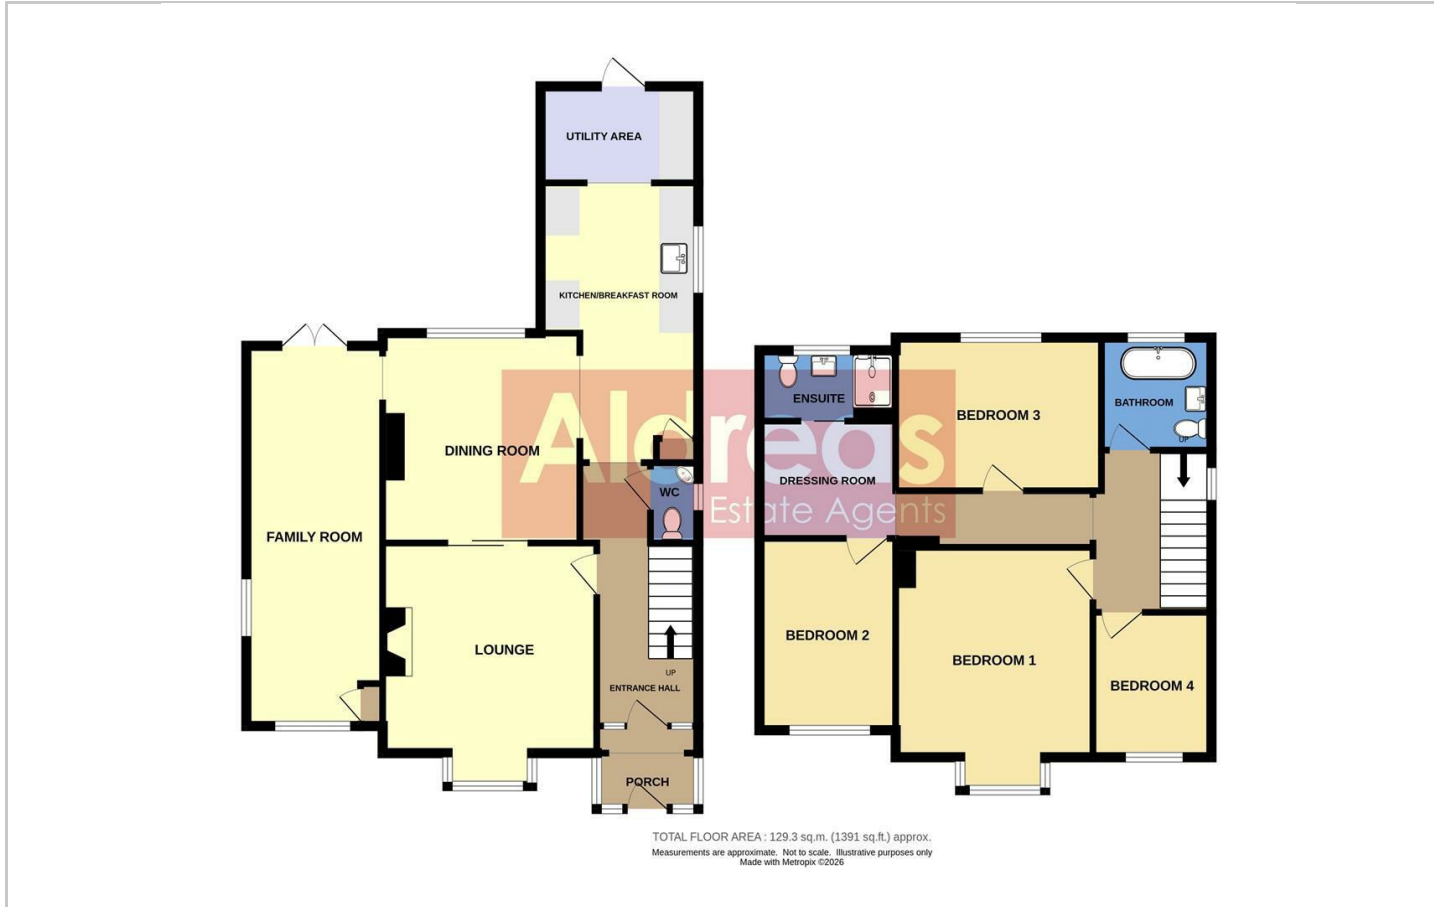 UTILITY AREA
KITCHEN/BREAKFAST ROOM
DINING ROOM
WC
FAMILY ROOM
LOUNGE
UP
ENTRANCE HALL
PORCH
ENSUITE
BEDROOM 3
BATHROOM
UP
DRESSING ROOM
BEDROOM 2
BEDROOM 1
BEDROOM 4
Aldreds
Estate Agents
TOTAL FLOOR AREA : 129.3 sq.m. (1391 sq.ft.) approx.
Measurements are approximate. Not to scale. Illustrative purposes only
Made with Metropix ©2026